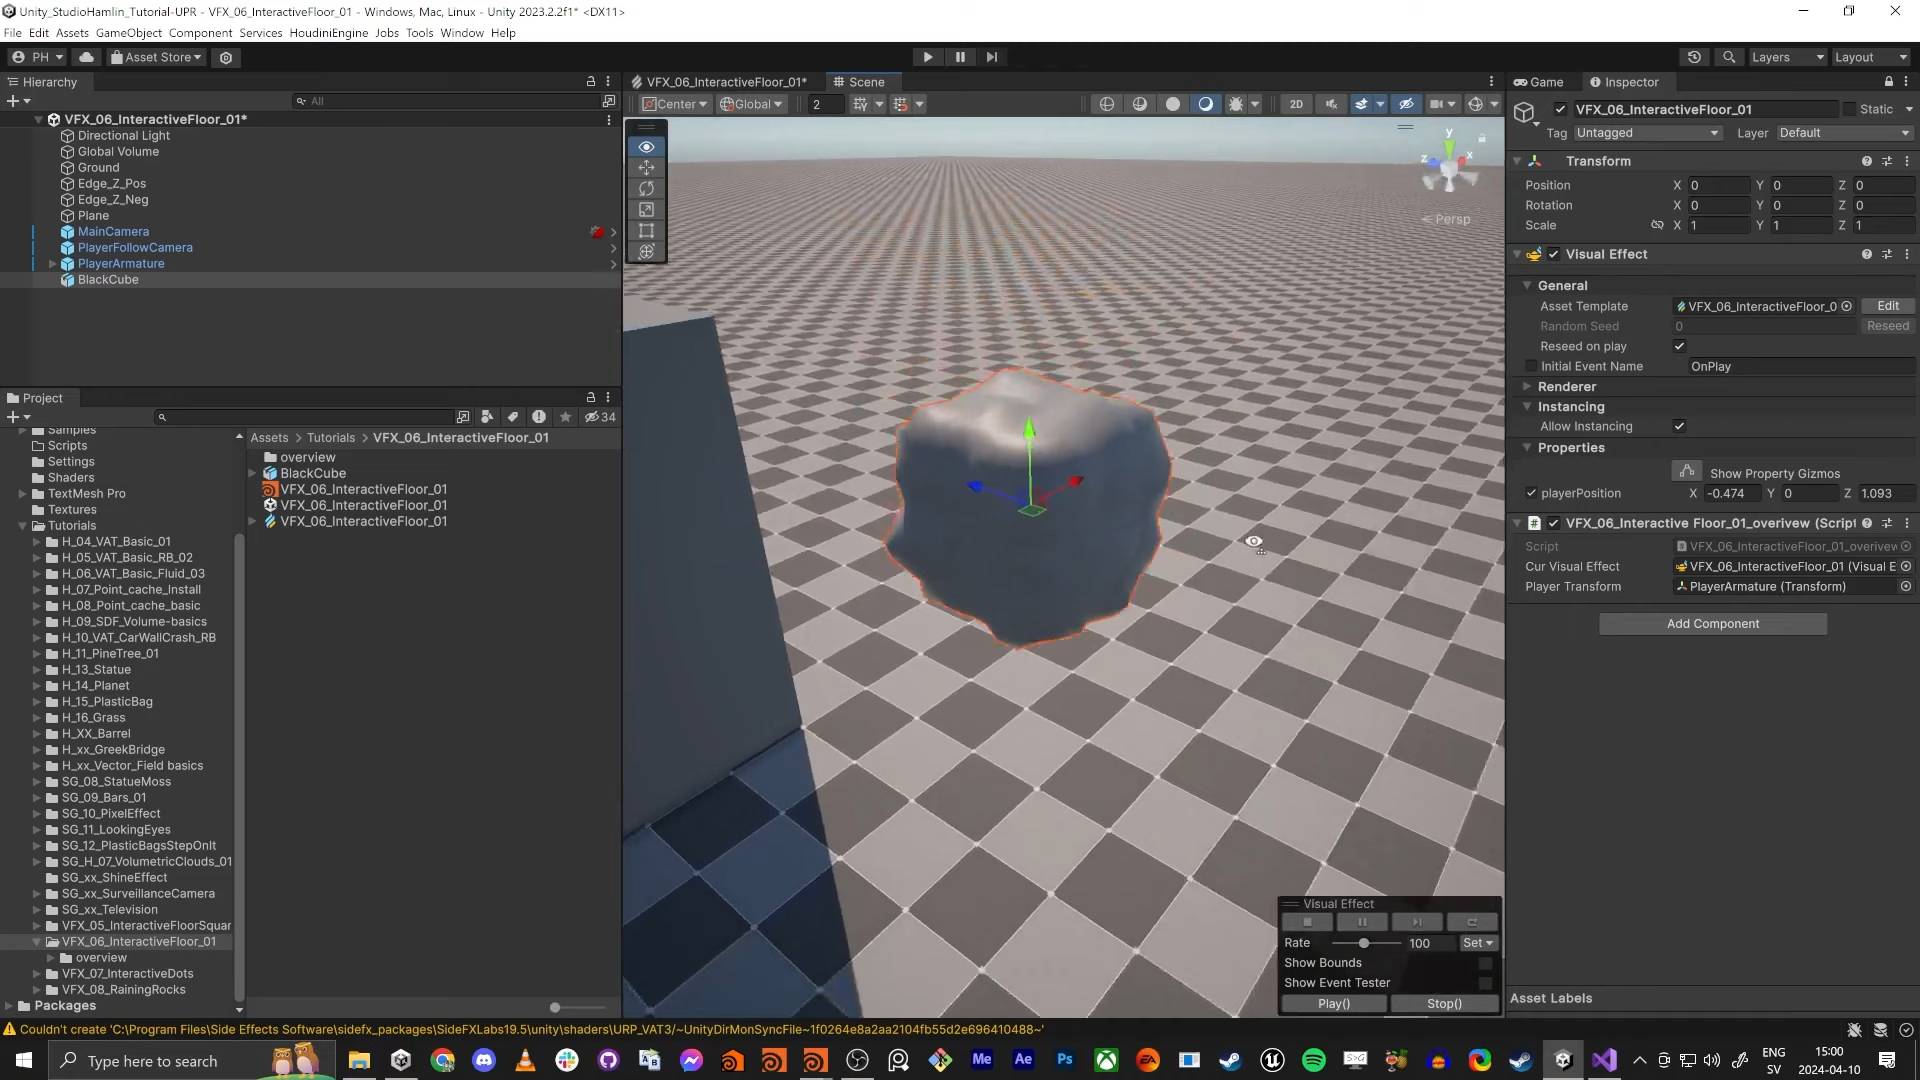 Unity_StudioHamlin_Tutorial-UPR - VFX_06_InteractiveFloor_01 - Windows, Mac, Linux - Unity 2023.2.2f1* <DX11>
File Edit Assets GameObject Component Services HoudiniEngine Jobs Tools Window Help
PH Asset Store Layers Layout
Hierarchy
All
VFX_06_InteractiveFloor_01*
Directional Light
Global Volume
Ground
Edge_Z_Pos
Edge_Z_Neg
Plane
MainCamera
PlayerFollowCamera
PlayerArmature
BlackCube
Project
34
Samples
Scripts
Settings
Shaders
TextMesh Pro
Textures
Tutorials
H_04_VAT_Basic_01
H_05_VAT_Basic_RB_02
H_06_VAT_Basic_Fluid_03
H_07_Point_cache_Install
H_08_Point_cache_basic
H_09_SDF_Volume-basics
H_10_VAT_CarWallCrash_RB
H_11_PineTree_01
H_13_Statue
H_14_Planet
H_15_PlasticBag
H_16_Grass
H_XX_Barrel
H_xx_GreekBridge
H_xx_Vector_Field basics
SG_08_StatueMoss
SG_09_Bars_01
SG_10_PixelEffect
SG_11_LookingEyes
SG_12_PlasticBagsStepOnIt
SG_H_07_VolumetricClouds_01
SG_xx_ShineEffect
SG_xx_SurveillanceCamera
SG_xx_Television
VFX_05_InteractiveFloorSquar
VFX_06_InteractiveFloor_01
overview
VFX_07_InteractiveDots
VFX_08_RainingRocks
Packages
Assets > Tutorials > VFX_06_InteractiveFloor_01
overview
BlackCube
VFX_06_InteractiveFloor_01
VFX_06_InteractiveFloor_01
VFX_06_InteractiveFloor_01
VFX_06_InteractiveFloor_01* Scene
Center Global 2 2D
y
z x
< Persp
Visual Effect
Rate 100 Set
Show Bounds
Show Event Tester
Play() Stop()
Game Inspector
VFX_06_InteractiveFloor_01 Static
Tag Untagged Layer Default
Transform
Position X 0 Y 0 Z 0
Rotation X 0 Y 0 Z 0
Scale X 1 Y 1 Z 1
Visual Effect
General
Asset Template VFX_06_InteractiveFloor_0 Edit
Random Seed 0 Reseed
Reseed on play
Initial Event Name OnPlay
Renderer
Instancing
Allow Instancing
Properties
Show Property Gizmos
playerPosition X -0.474 Y 0 Z 1.093
# VFX_06_Interactive Floor_01_overivew (Script
Script VFX_06_InteractiveFloor_01_overivew
Cur Visual Effect VFX_06_InteractiveFloor_01 (Visual E
Player Transform PlayerArmature (Transform)
Add Component
Asset Labels
Couldn't create 'C:\Program Files\Side Effects Software\sidefx_packages\SideFXLabs19.5\unity\shaders\URP_VAT3/~UnityDirMonSyncFile~1f0264e8a2aa2104fb55d2e696410488~'
Type here to search
Me Ae Ps
ENG
SV
15:00
2024-04-10